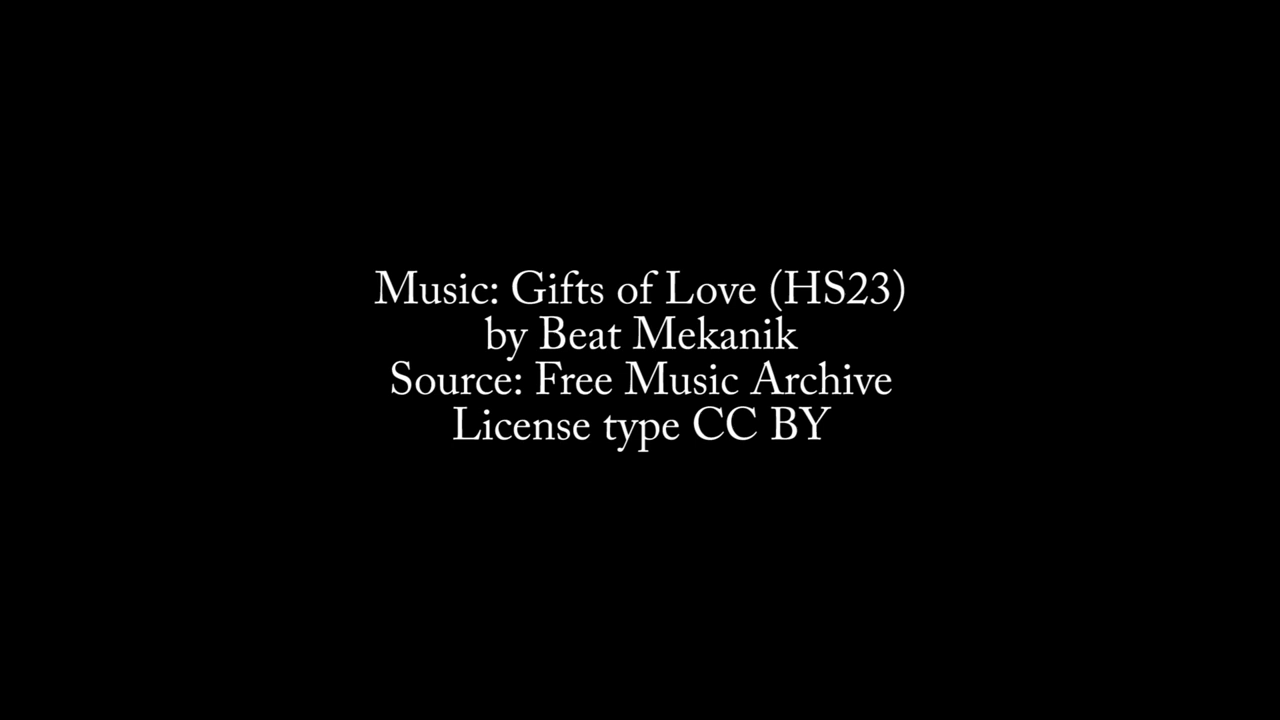 Music: Gifts of Love (HS23)
by Beat Mekanik
Source: Free Music Archive
License type CC BY